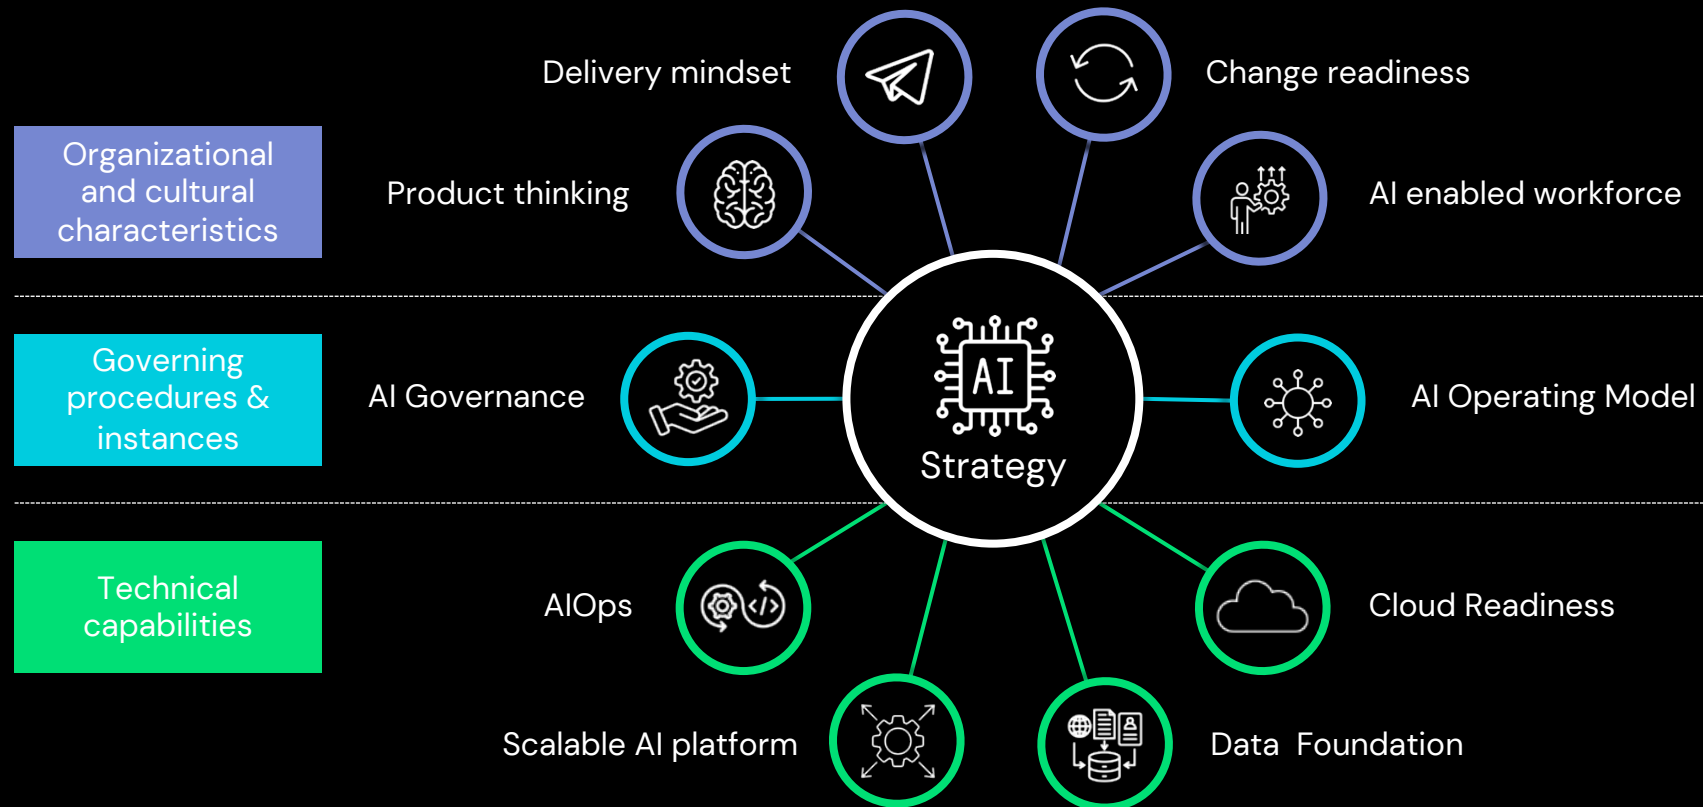 Delivery mindset
Change readiness
Organizational
and cultural
characteristics
Product thinking
AI enabled workforce
Governing
procedures &
instances
AI Governance
AI
Strategy
AI Operating Model
Technical
capabilities
AIOps
</>
Cloud Readiness
Scalable AI platform
Data Foundation